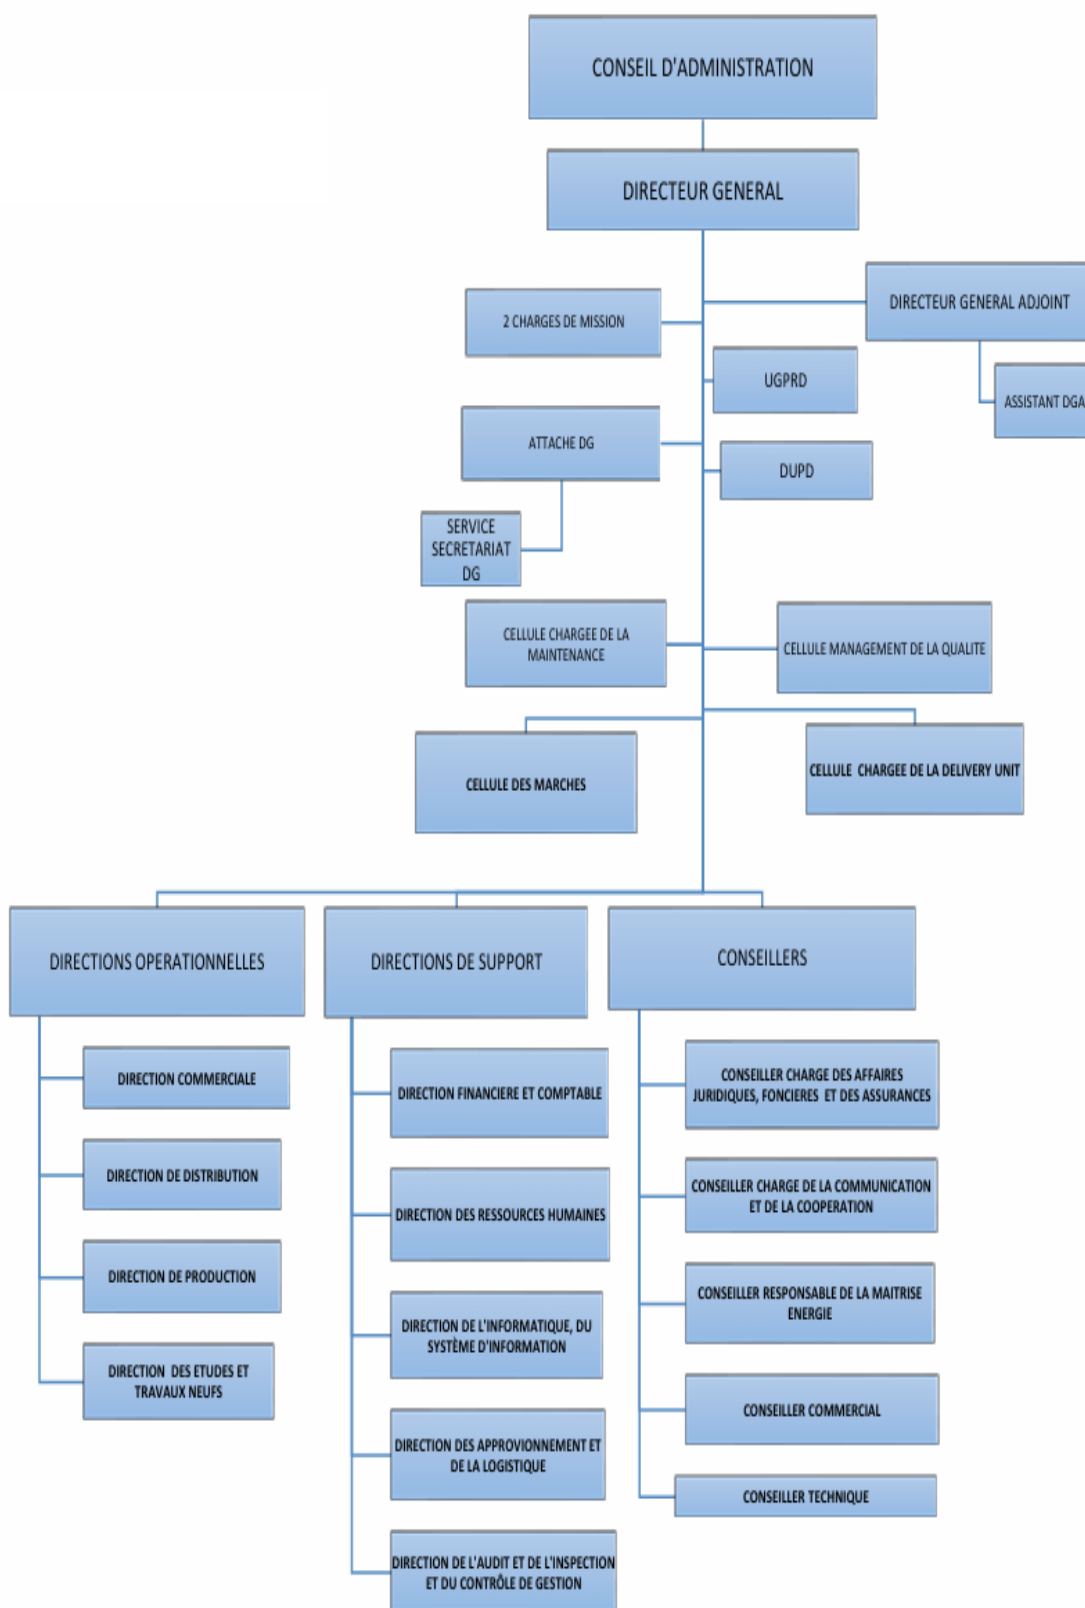 CONSEIL D'ADMINISTRATION
DIRECTEUR GENERAL
DIRECTEUR GENERAL ADJOINT
2 CHARGES DE MISSION
UGPRD
ASSISTANT DGA
ATTACHE DG
DUPD
SERVICE
SECRETARIAT
DG
CELLULE CHARGEE DE LA
MAINTENANCE
CELLULE MANAGEMENT DE LA QUALITE
CELLULE DES MARCHES
CELLULE CHARGEE DE LA DELIVERY UNIT
DIRECTIONS OPERATIONNELLES
DIRECTION COMMERCIALE
DIRECTION DE DISTRIBUTION
DIRECTION DE PRODUCTION
DIRECTION DES ETUDES ET
TRAVAUX NEUFS
DIRECTIONS DE SUPPORT
DIRECTION FINANCIERE ET COMPTABLE
DIRECTION DES RESSOURCES HUMAINES
DIRECTION DE L'INFORMATIQUE, DU
SYSTÈME D'INFORMATION
DIRECTION DES APPROVIONNEMENT ET
DE LA LOGISTIQUE
DIRECTION DE L'AUDIT ET DE L'INSPECTION
ET DU CONTRÔLE DE GESTION
CONSEILLERS
CONSEILLER CHARGE DES AFFAIRES
JURIDIQUES, FONCIERES ET DES ASSURANCES
CONSEILLER CHARGE DE LA COMMUNICATION
ET DE LA COOPERATION
CONSEILLER RESPONSABLE DE LA MAITRISE
ENERGIE
CONSEILLER COMMERCIAL
CONSEILLER TECHNIQUE